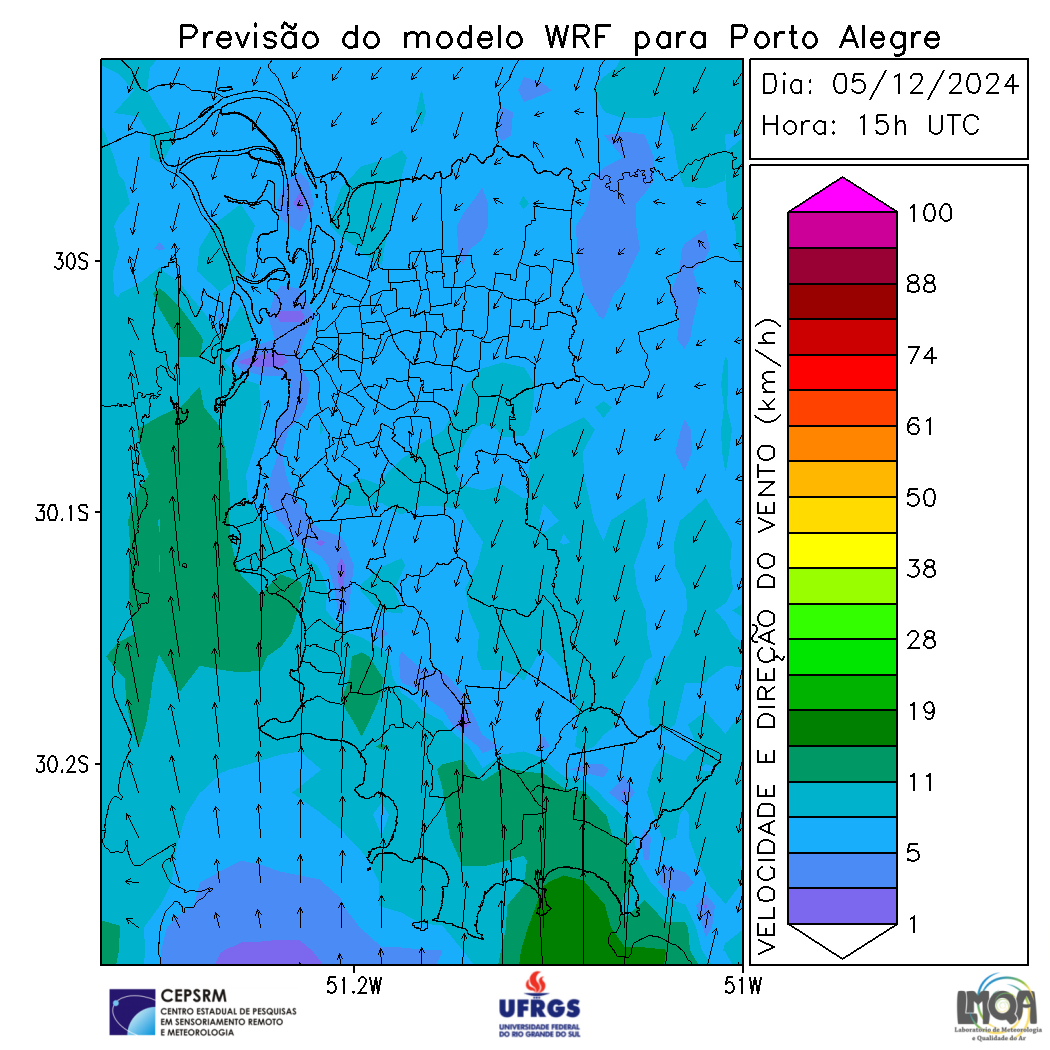 Previsão do modelo WRF para Porto Alegre
Dia: 05/12/2024
Hora: 15h UTC
30S
30.1S
30.2S
51.2W
51W
VELOCIDADE E DIREÇÃO DO VENTO (km/h)
100
88
74
61
50
38
28
19
11
5
1
CEPSRM
CENTRO ESTADUAL DE PESQUISAS
EM SENSORIAMENTO REMOTO
E METEOROLOGIA
UFRGS
UNIVERSIDADE FEDERAL
DO RIO GRANDE DO SUL
LMQA
Laboratório de Meteorologia
e Qualidade do Ar